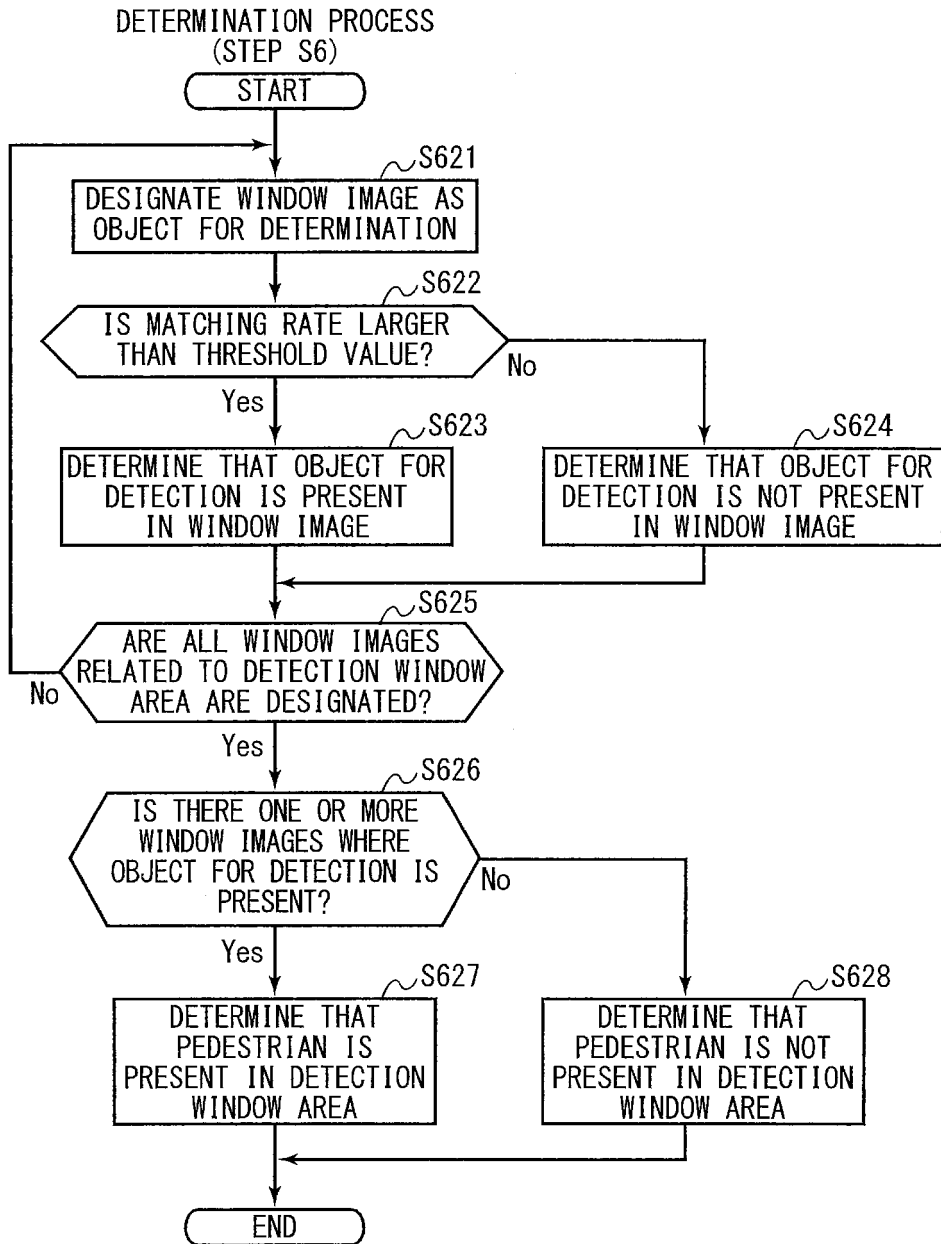 DETERMINATION PROCESS
(STEP S6)
START
S621
DESIGNATE WINDOW IMAGE AS
OBJECT FOR DETERMINATION
S622
IS MATCHING RATE LARGER
THAN THRESHOLD VALUE?
No
Yes
S623
DETERMINE THAT OBJECT FOR
DETECTION IS PRESENT
IN WINDOW IMAGE
S624
DETERMINE THAT OBJECT FOR
DETECTION IS NOT PRESENT
IN WINDOW IMAGE
S625
ARE ALL WINDOW IMAGES
RELATED TO DETECTION WINDOW
AREA ARE DESIGNATED?
No
Yes
S626
IS THERE ONE OR MORE
WINDOW IMAGES WHERE
OBJECT FOR DETECTION IS
PRESENT?
No
Yes
S627
DETERMINE THAT
PEDESTRIAN IS
PRESENT IN DETECTION
WINDOW AREA
S628
DETERMINE THAT
PEDESTRIAN IS NOT
PRESENT IN DETECTION
WINDOW AREA
END